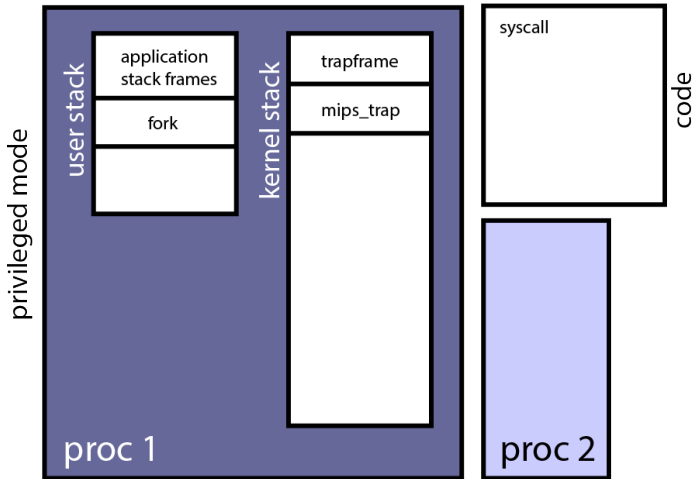 privileged mode
user stack
application
stack frames
fork
kernel stack
trapframe
mips_trap
proc 1
syscall
code
proc 2